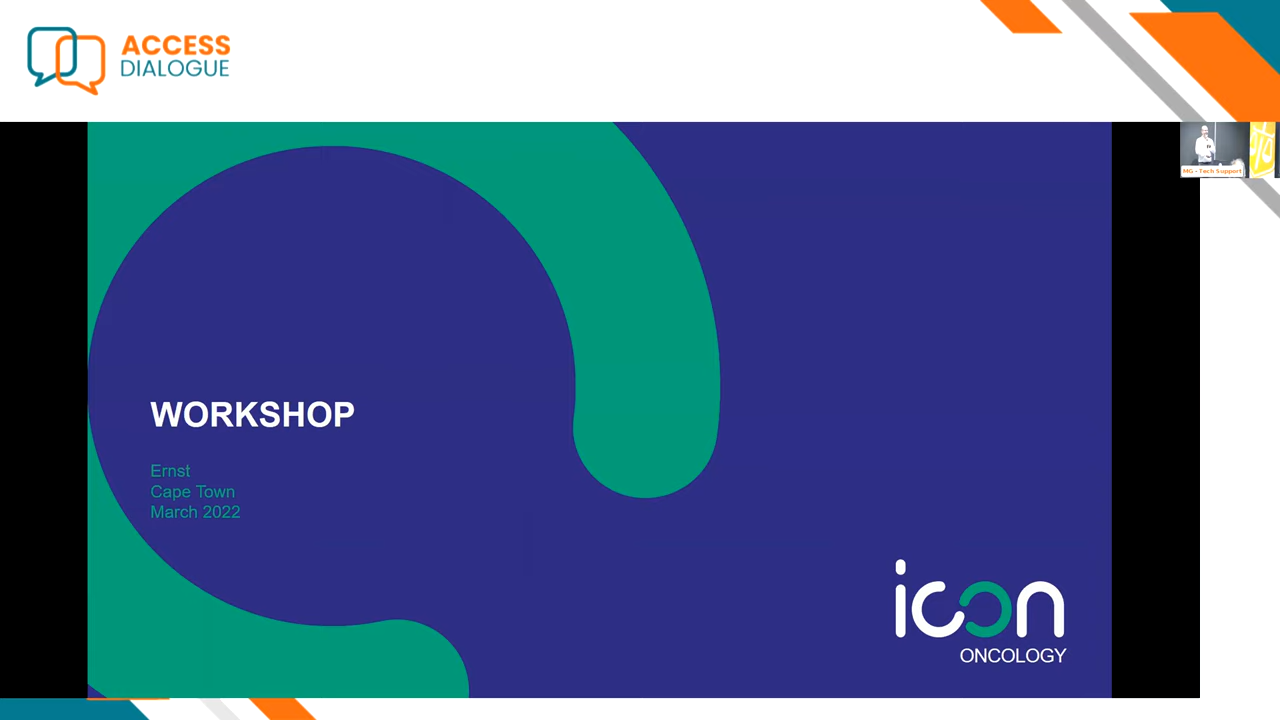 ACCESS
DIALOGUE
MG - Tech Support
WORKSHOP
Ernst
Cape Town
March 2022
icon
ONCOLOGY